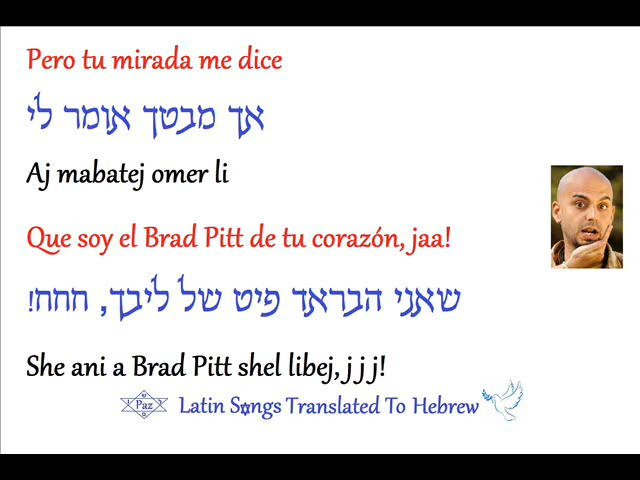 Pero tu mirada me dice
אך מבטך אומר לי
Aj mabatej omer li
Que soy el Brad Pitt de tu corazón, jaa!
שאני הבראד פיט של ליבך, חחח!
She ani a Brad Pitt shel libej, j j j!
Paz Latin Songs Translated To Hebrew